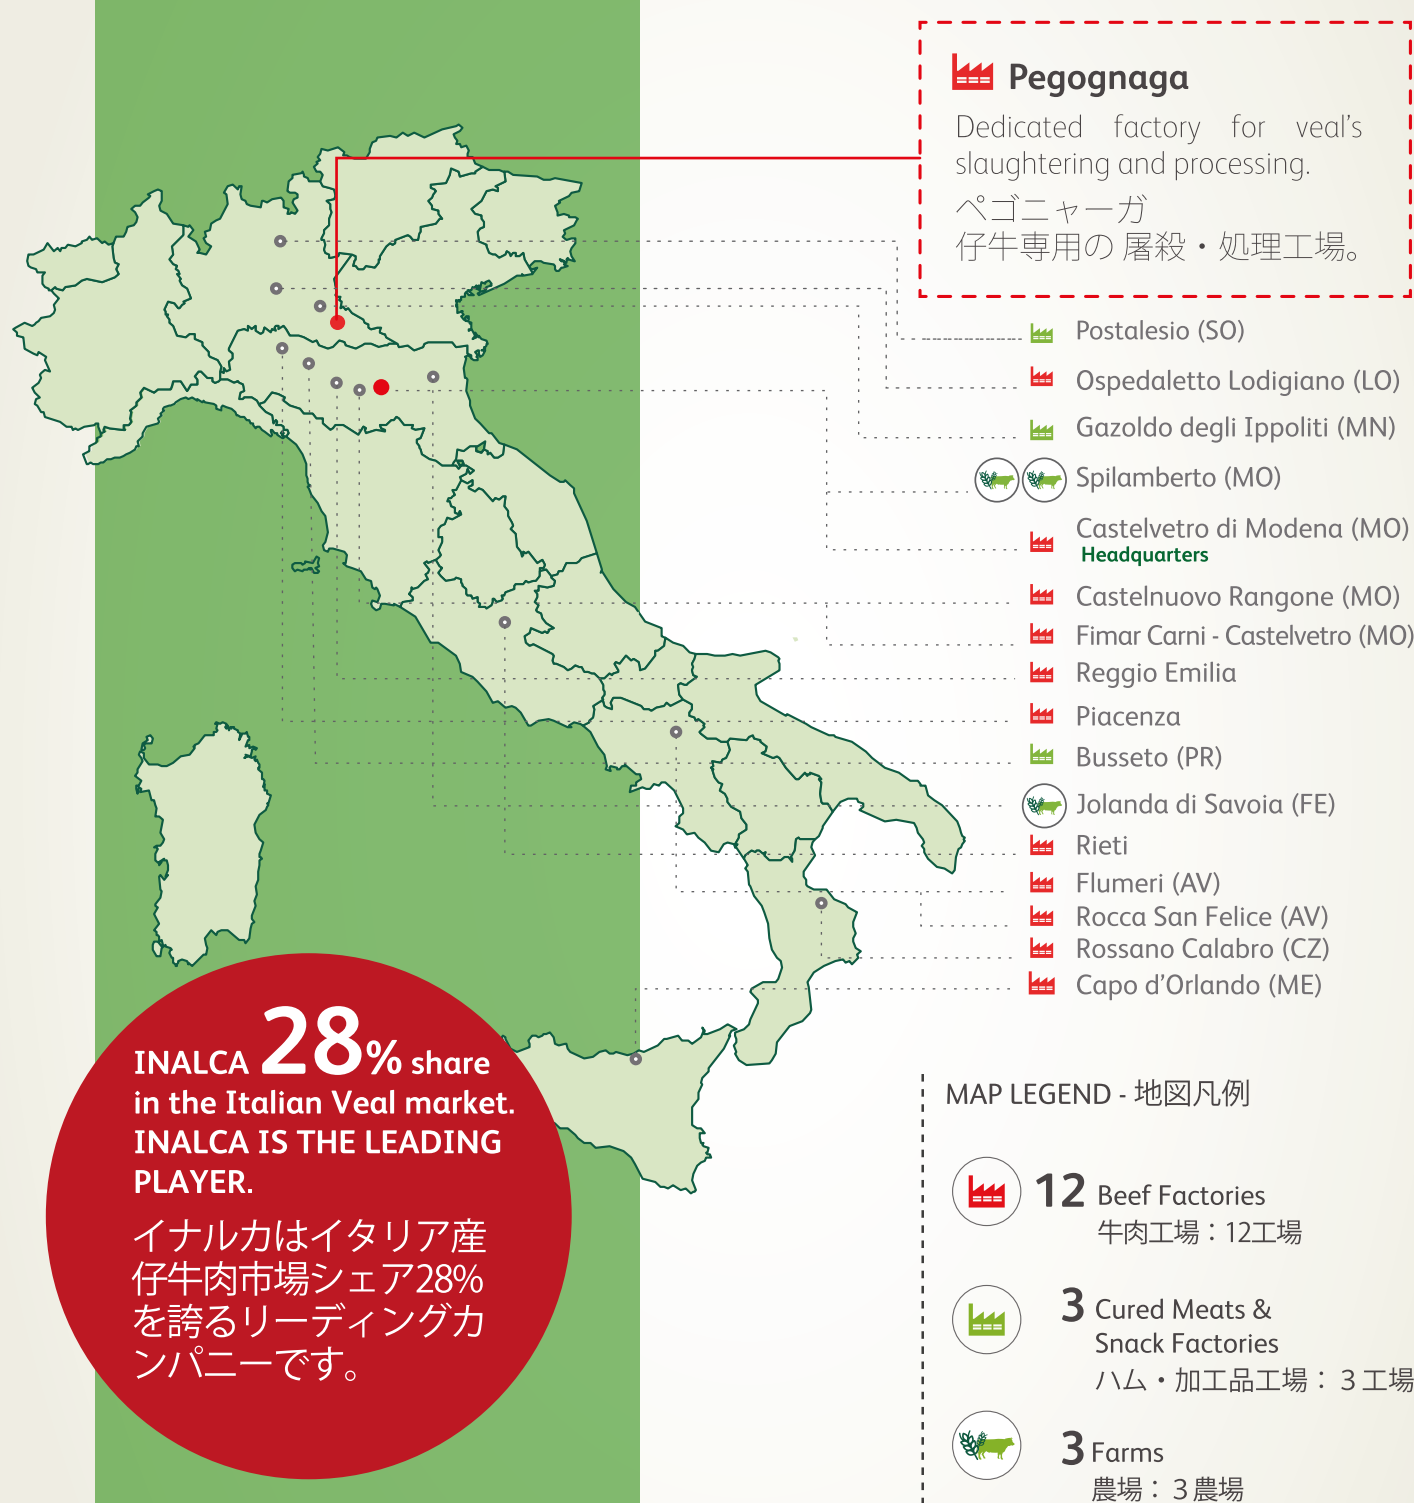 Pegognaga
Dedicated factory for veal's
slaughtering and processing.
ペゴニャーガ
仔牛専用の 屠殺・処理工場。
Postalesio (SO)
Ospedaletto Lodigiano (LO)
Gazoldo degli Ippoliti (MN)
Spilamberto (MO)
Castelvetro di Modena (MO)
Headquarters
Castelnuovo Rangone (MO)
Fimar Carni - Castelvetro (MO)
Reggio Emilia
Piacenza
Busseto (PR)
Jolanda di Savoia (FE)
Rieti
Flumeri (AV)
Rocca San Felice (AV)
Rossano Calabro (CZ)
Capo d'Orlando (ME)
INALCA 28% share
in the Italian Veal market.
INALCA IS THE LEADING
PLAYER.
イナルカはイタリア産
仔牛肉市場シェア28%
を誇るリーディングカ
ンパニーです。
MAP LEGEND - 地図凡例
12 Beef Factories
牛肉工場：12工場
3 Cured Meats &
Snack Factories
ハム・加工品工場：３工場
3 Farms
農場：３農場